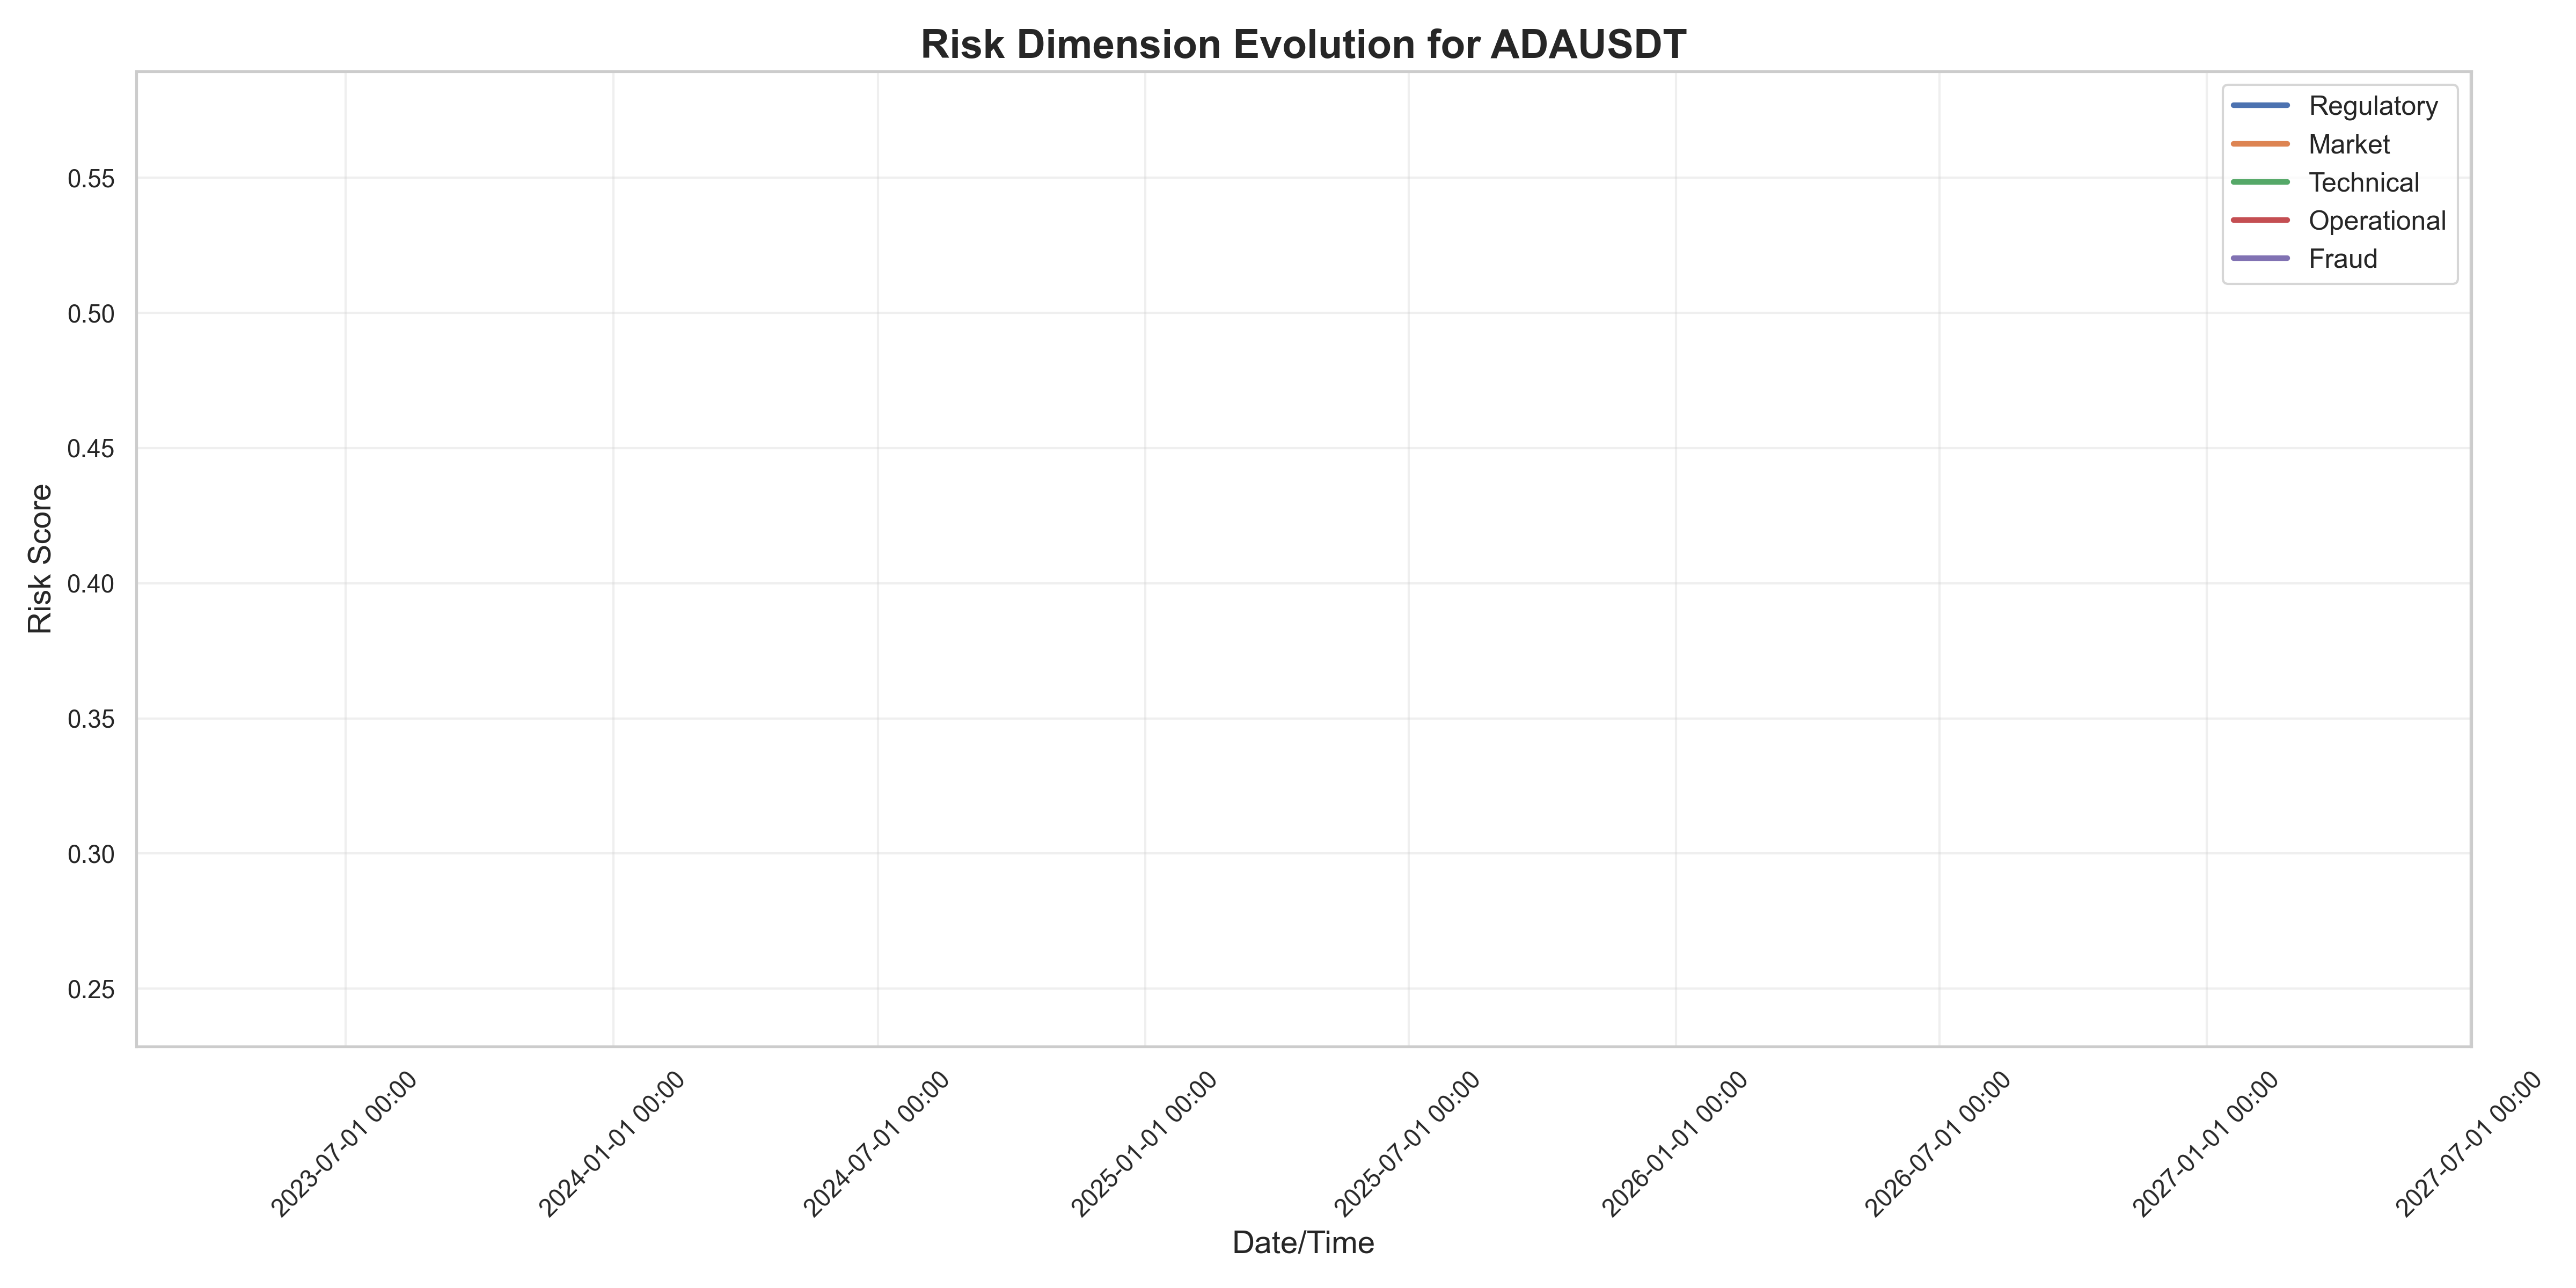 Risk Dimension Evolution for ADAUSDT
Regulatory
Market
Technical
Operational
Fraud
Risk Score
0.55
0.50
0.45
0.40
0.35
0.30
0.25
2023-07-01 00:00
2024-01-01 00:00
2024-07-01 00:00
2025-01-01 00:00
2025-07-01 00:00
2026-01-01 00:00
2026-07-01 00:00
2027-01-01 00:00
2027-07-01 00:00
Date/Time